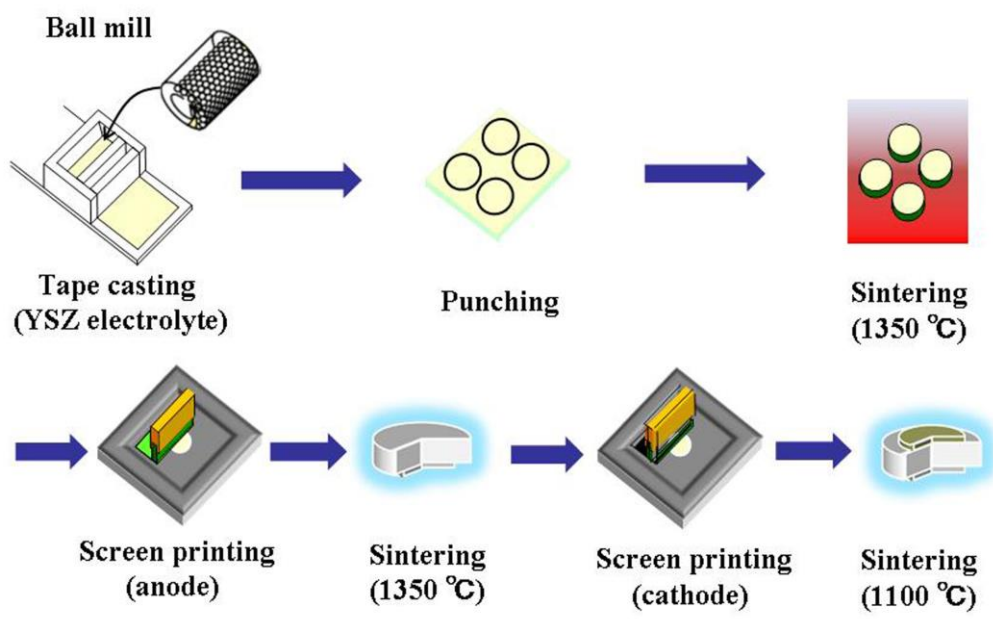 Ball mill
Tape casting
(YSZ electrolyte)
Punching
Sintering
(1350 ℃)
Screen printing
(anode)
Sintering
(1350 ℃)
Screen printing
(cathode)
Sintering
(1100 ℃)